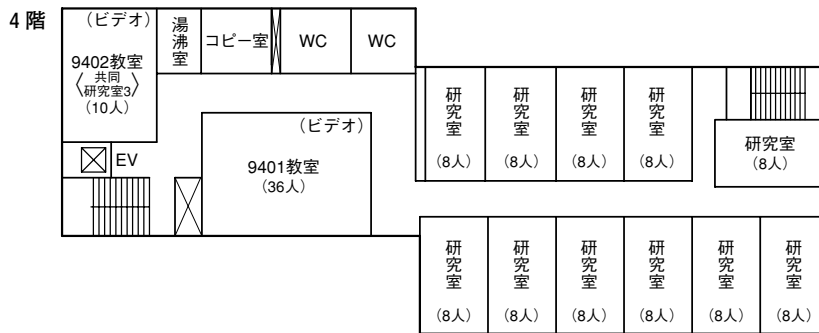 4階
（ビデオ）
9402教室
〈共同研究室3〉
（10人）
湯沸室
コピー室
WC
WC
EV
（ビデオ）
9401教室
（36人）
研究室
（8人）
研究室
（8人）
研究室
（8人）
研究室
（8人）
研究室
（8人）
研究室
（8人）
研究室
（8人）
研究室
（8人）
研究室
（8人）
研究室
（8人）
研究室
（8人）